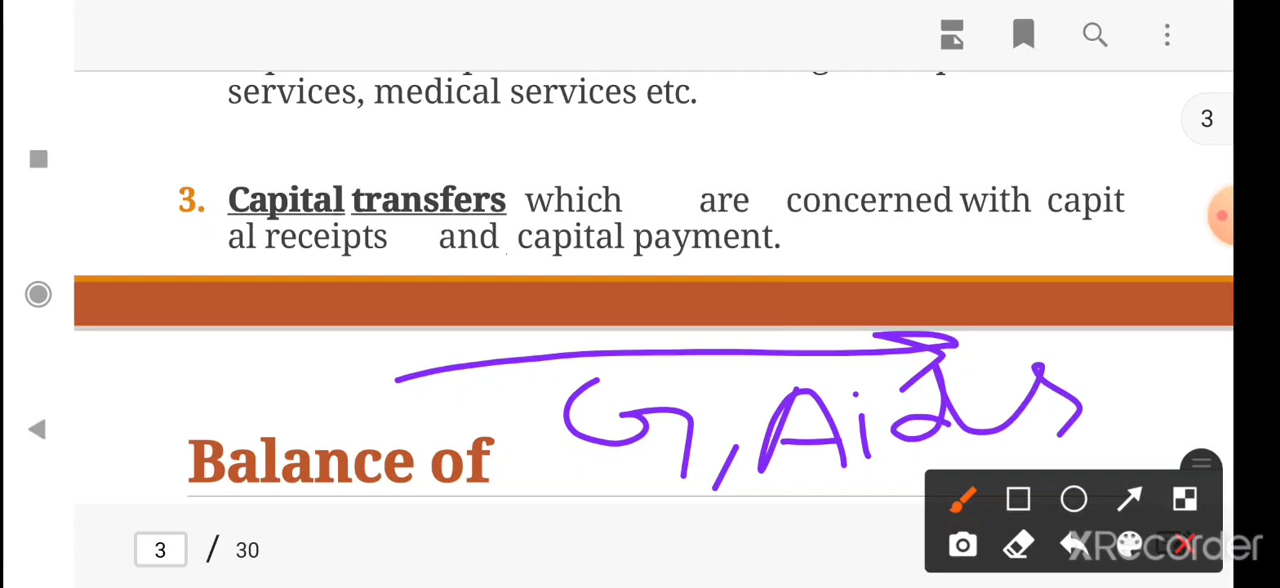 services, medical services etc.
3
3. Capital transfers which are concerned with capit
al receipts and capital payment.
G, Aids
Balance of
3 / 30
XRecorder